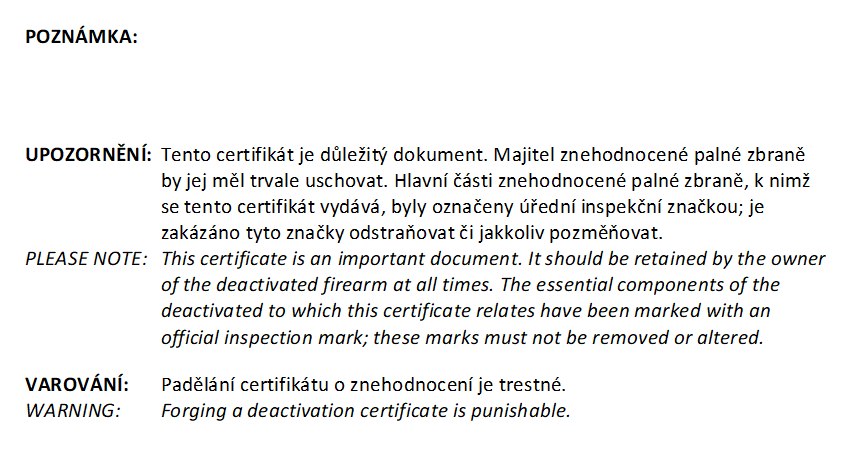 POZNÁMKA:
UPOZORNĚNÍ: Tento certifikát je důležitý dokument. Majitel znehodnocené palné zbraně
by jej měl trvale uschovat. Hlavní části znehodnocené palné zbraně, k nimž
se tento certifikát vydává, byly označeny úřední inspekční značkou; je
zakázáno tyto značky odstraňovat či jakkoliv pozměňovat.
PLEASE NOTE: This certificate is an important document. It should be retained by the owner
of the deactivated firearm at all times. The essential components of the
deactivated to which this certificate relates have been marked with an
official inspection mark; these marks must not be removed or altered.
VAROVÁNÍ: Padělání certifikátu o znehodnocení je trestné.
WARNING: Forging a deactivation certificate is punishable.